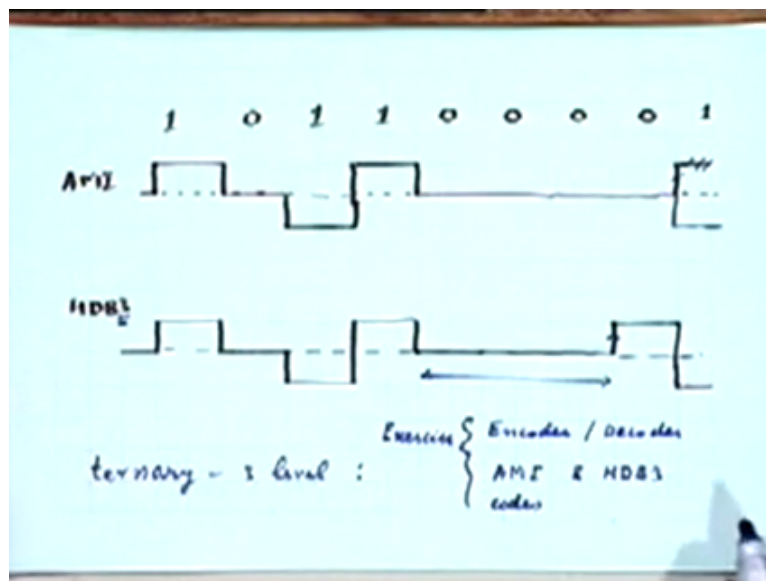 1 0 1 1 0 0 0 0 1
AMI
HDB3
Exercise { Encoder / Decoder
ternary - 3 level : AMI & HDB3
codes